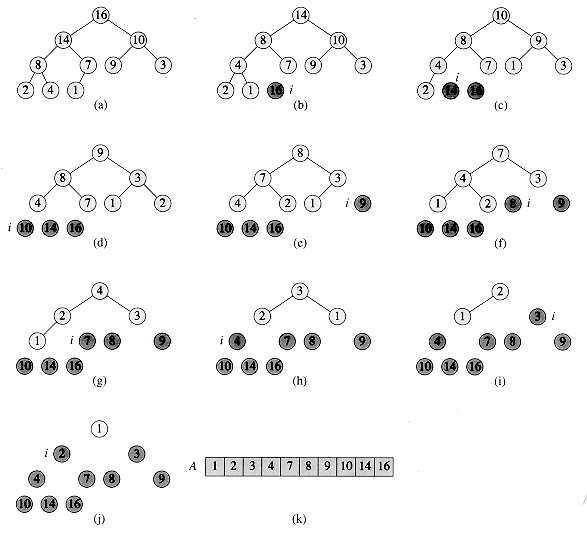 16
14 10
8 7 9 3
2 4 1
(a)
14
8 10
4 7 9 3
2 1 16 i
(b)
10
8 9
4 7 1 3
i
2 14 16
(c)
9
8 3
4 7 1 2
i 10 14 16
(d)
8
7 3
4 2 1 i 9
10 14 16
(e)
7
4 3
1 2 8 i 9
10 14 16
(f)
4
2 3
1 i 7 8 9
10 14 16
(g)
3
2 1
i 4 7 8 9
10 14 16
(h)
2
1 3 i
4 7 8 9
10 14 16
(i)
1
i 2 3
4 7 8 9
10 14 16
(j)
A 1 2 3 4 7 8 9 10 14 16
(k)